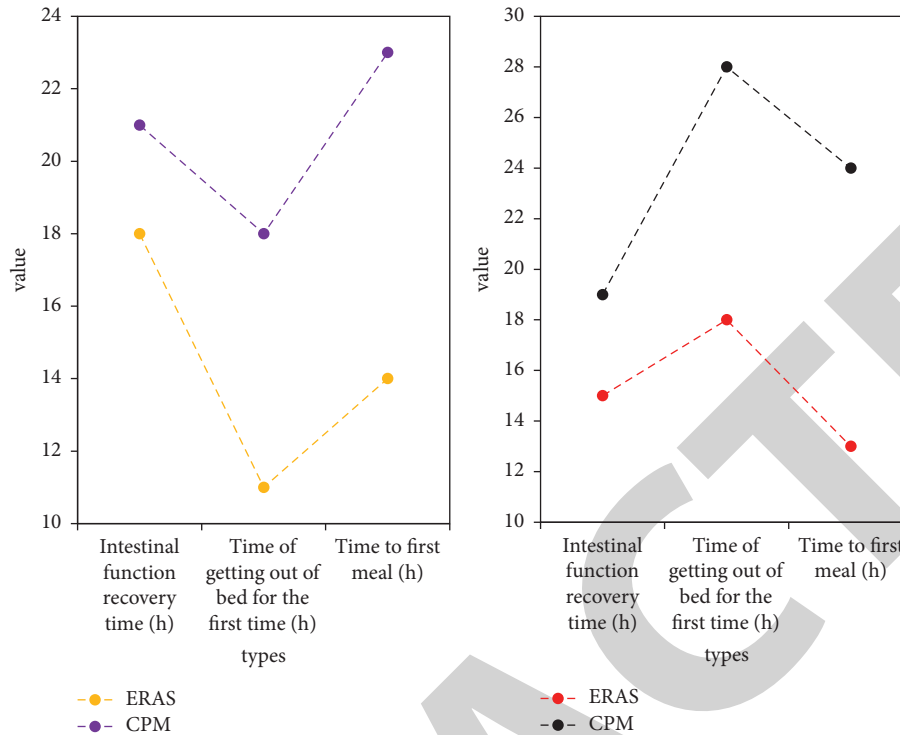 24
22
20
18
16
14
12
10
value
Intestinal
function
recovery
time (h)
Time of
getting out of
bed for the
first time (h)
Time to first
meal (h)
types
ERAS
CPM
30
28
26
24
22
20
18
16
14
12
10
value
Intestinal
function
recovery
time (h)
Time of
getting out of
bed for the
first time (h)
Time to first
meal (h)
types
ERAS
CPM